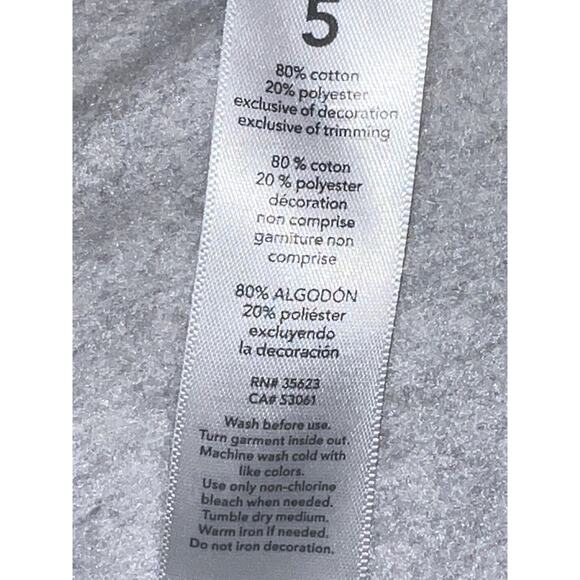 5
80% cotton
20% polyester
exclusive of decoration
exclusive of trimming
80 % coton
20 % polyester
décoration
non comprise
garniture non
comprise
80% ALGODÓN
20% poliéster
excluyendo
la decoración
RN# 35623
CA# 53061
Wash before use.
Turn garment inside out.
Machine wash cold with
like colors.
Use only non-chlorine
bleach when needed.
Tumble dry medium.
Warm iron if needed.
Do not iron decoration.